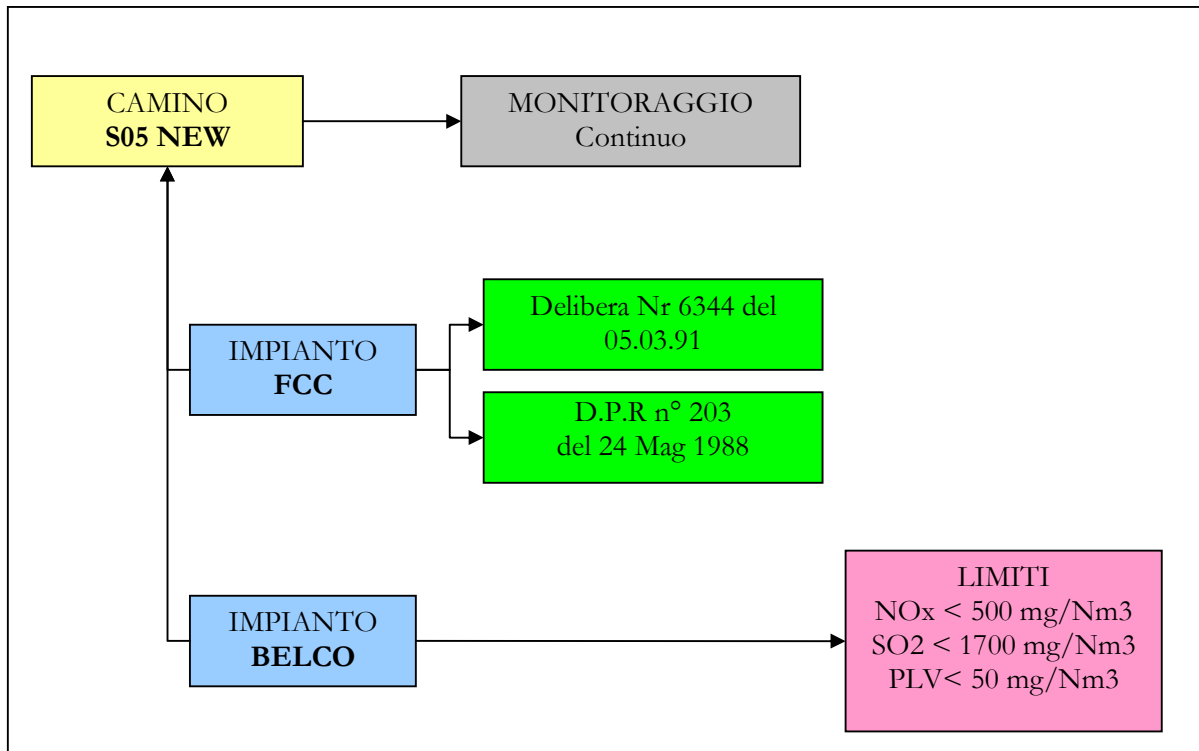 CAMINO
S05 NEW
MONITORAGGIO
Continuo
IMPIANTO
FCC
Delibera Nr 6344 del
05.03.91
D.P.R n° 203
del 24 Mag 1988
IMPIANTO
BELCO
LIMITI
NOx < 500 mg/Nm3
SO2 < 1700 mg/Nm3
PLV< 50 mg/Nm3